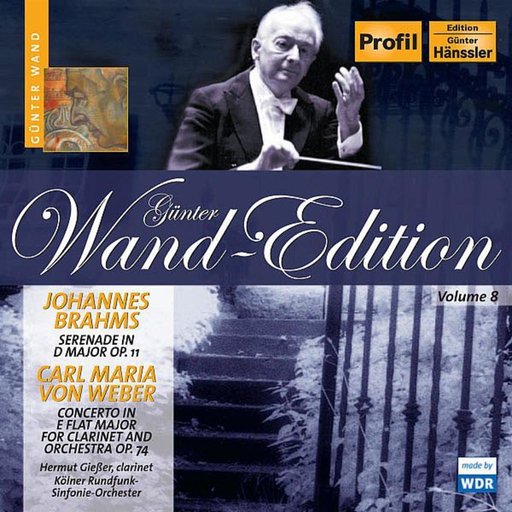 GÜNTER WAND
Profil
Edition
Günter
Hänssler
Günter
Wand-Edition
Volume 8
JOHANNES
BRAHMS
SERENADE IN
D MAJOR OP. 11
CARL MARIA
VON WEBER
CONCERTO IN
E FLAT MAJOR
FOR CLARINET AND
ORCHESTRA OP. 74
Hermut Gießer, clarinet
Kölner Rundfunk-
Sinfonie-Orchester
made by
WDR